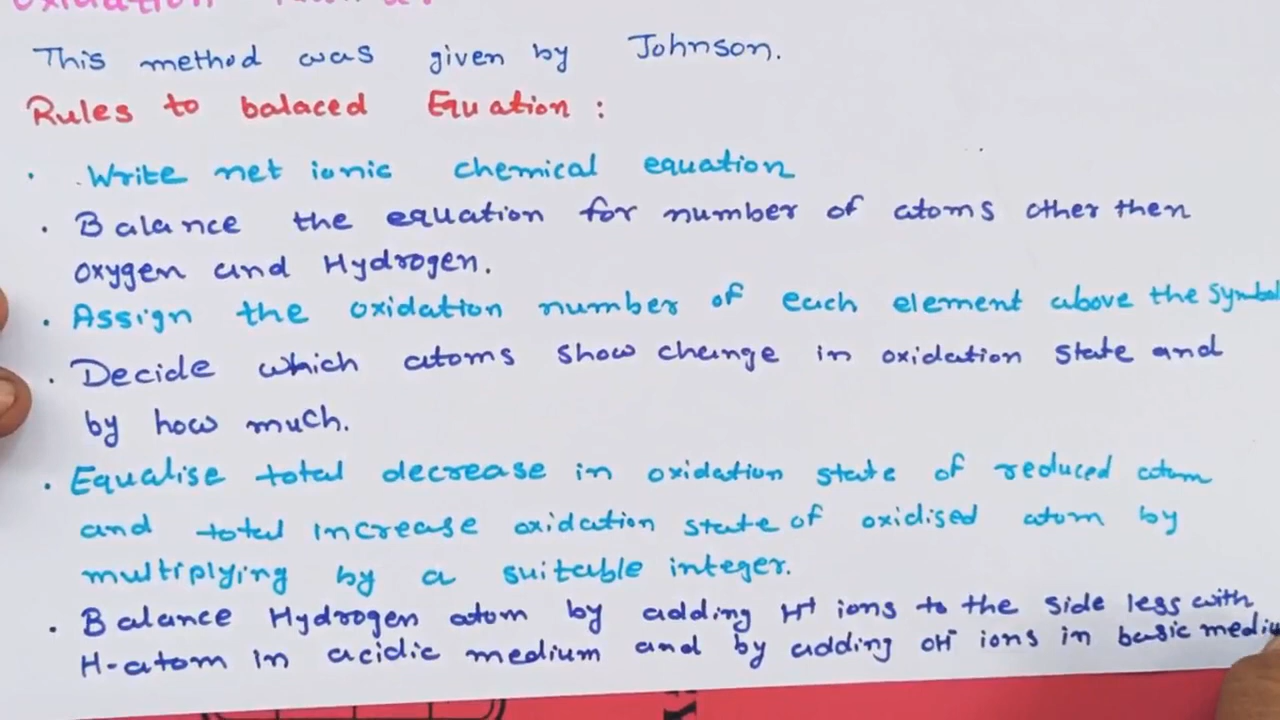 oxidation
This method was given by Johnson.
Rules to balaced Equation :
. Write net ionic chemical equation
. Balance the equation for number of atoms other then
oxygen and Hydrogen.
. Assign the oxidation number of each element above the symbol
. Decide which atoms show change in oxidation state and
by how much.
. Equalise total decrease in oxidation state of reduced atom
and total increase oxidation state of oxidised atom by
multiplying by a suitable integer.
. Balance Hydrogen atom by adding H⁺ ions to the side less with
H-atom in acidic medium and by adding OH⁻ ions in basic mediu